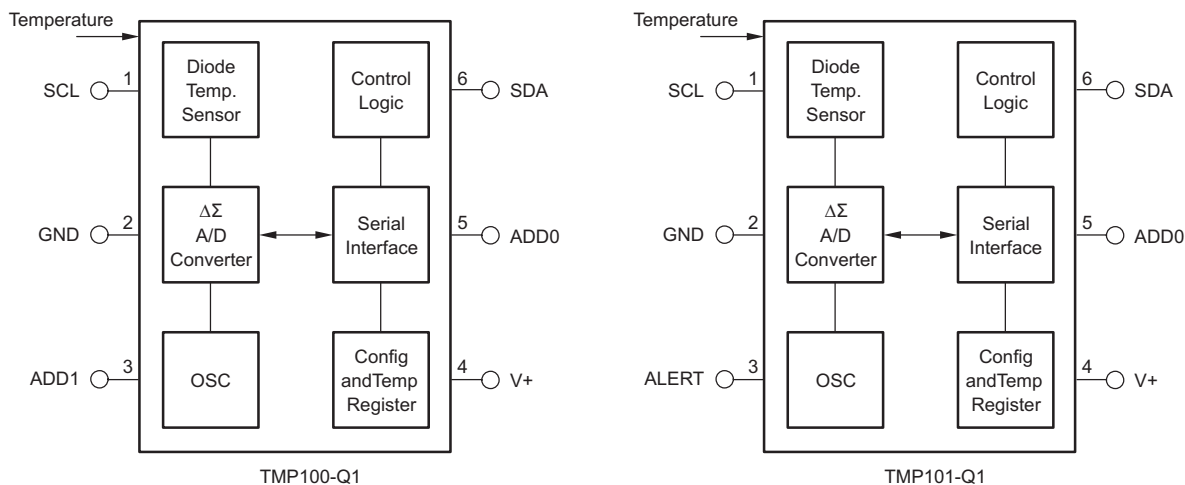 Temperature
SCL
1
Diode
Temp.
Sensor
Control
Logic
6
SDA
GND
2
ΔΣ
A/D
Converter
Serial
Interface
5
ADD0
ADD1
3
OSC
Config
andTemp
Register
4
V+
TMP100-Q1
Temperature
SCL
1
Diode
Temp.
Sensor
Control
Logic
6
SDA
GND
2
ΔΣ
A/D
Converter
Serial
Interface
5
ADD0
ALERT
3
OSC
Config
andTemp
Register
4
V+
TMP101-Q1